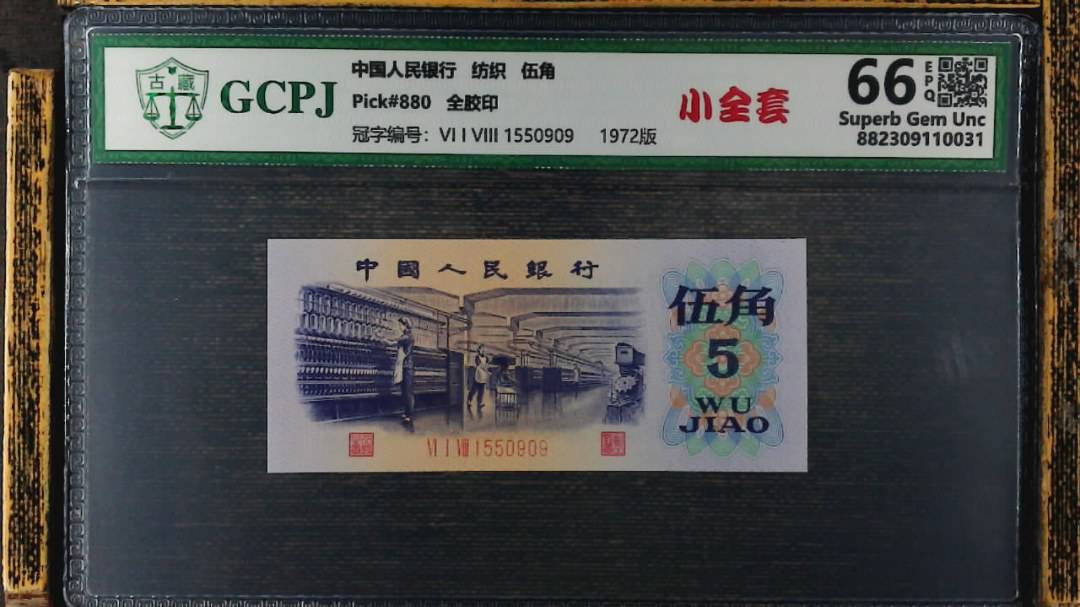 古藏
GCPJ
中国人民银行 纺织 伍角
Pick#880 全胶印
冠字编号: VI I VIII 1550909 1972版
小全套
66
EPQ
Superb Gem Unc
882309110031
中國人民銀行
伍角
5
WU
JIAO
VI I VIII 1550909